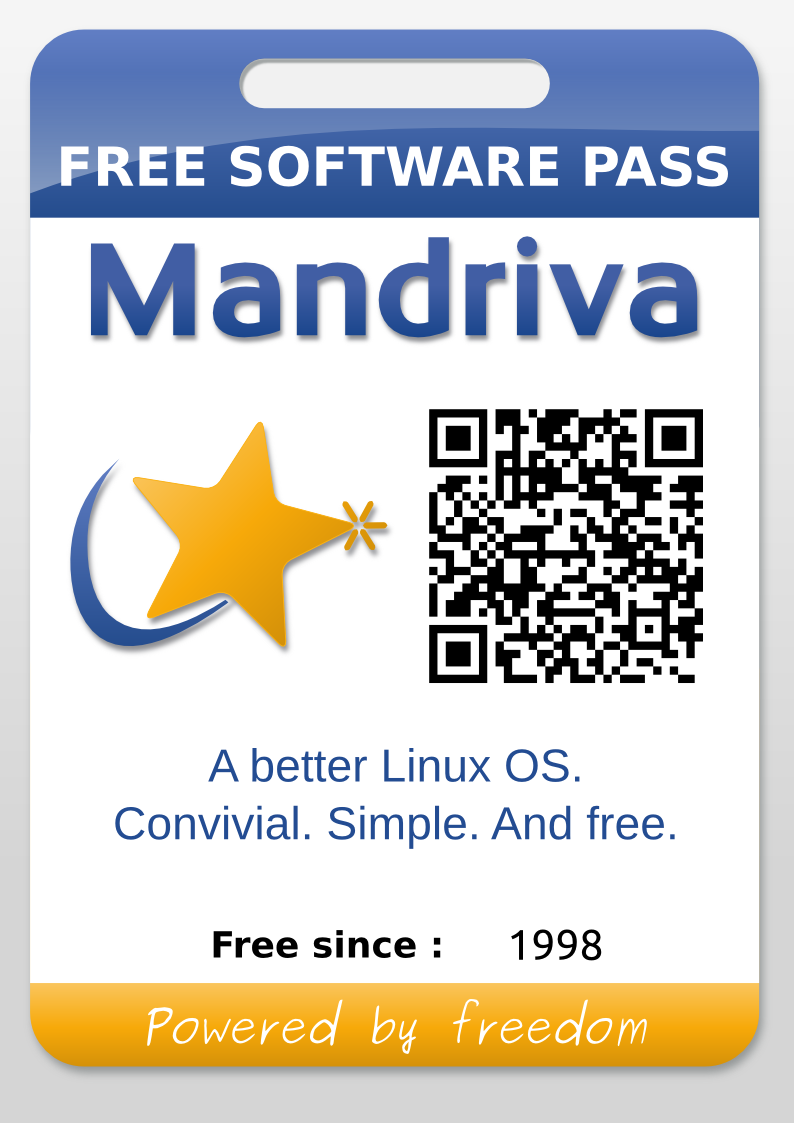 FREE SOFTWARE PASS
Mandriva
A better Linux OS.
Convivial. Simple. And free.
Free since : 1998
Powered by freedom